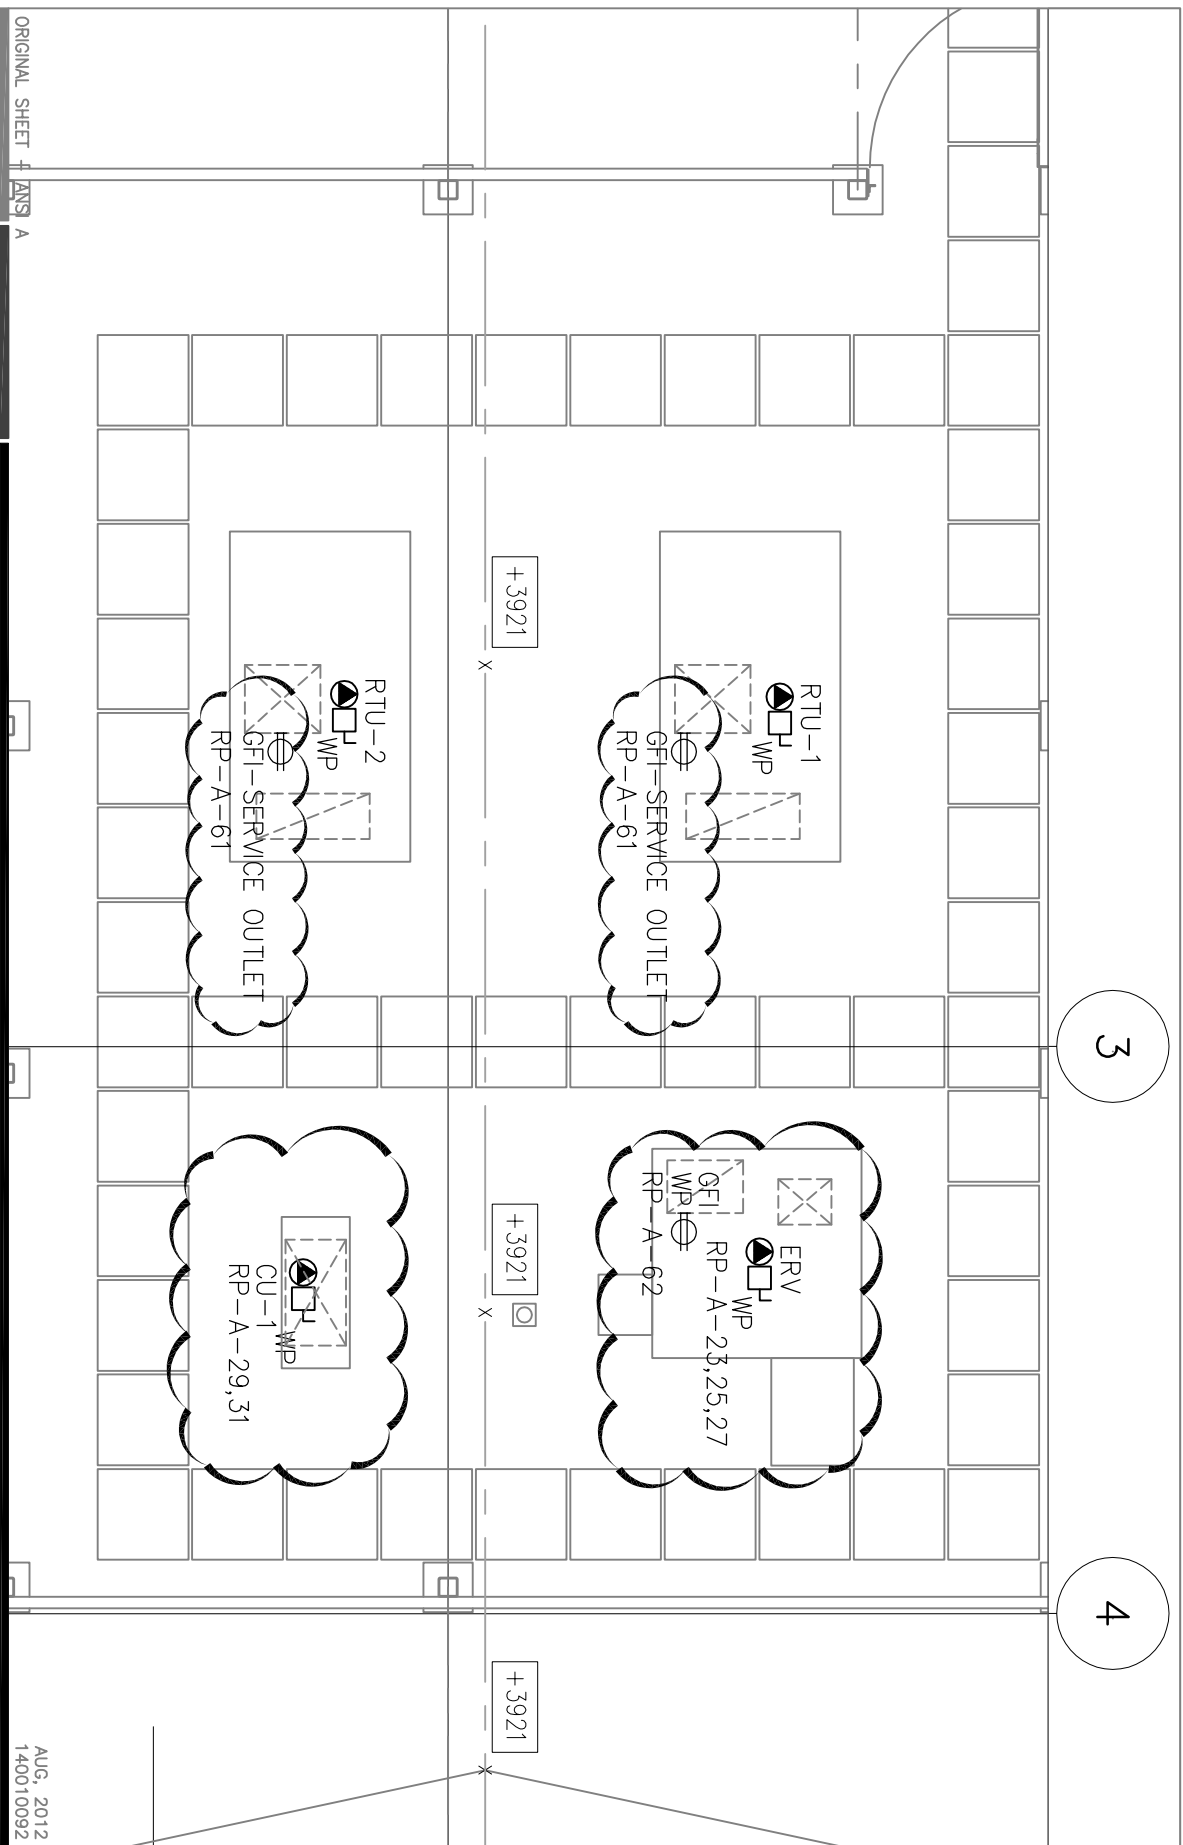 3
4
RTU-1
WP
GFI-SERVICE OUTLET
RP-A-61
ERV
WP
RP-A-23,25,27
GFI
WP
RP-A-62
+3921
+3921
+3921
RTU-2
WP
GFI-SERVICE OUTLET
RP-A-61
WP
CU-1
RP-A-29,31
ORIGINAL SHEET - ANSI A
AUG, 2012
140010092